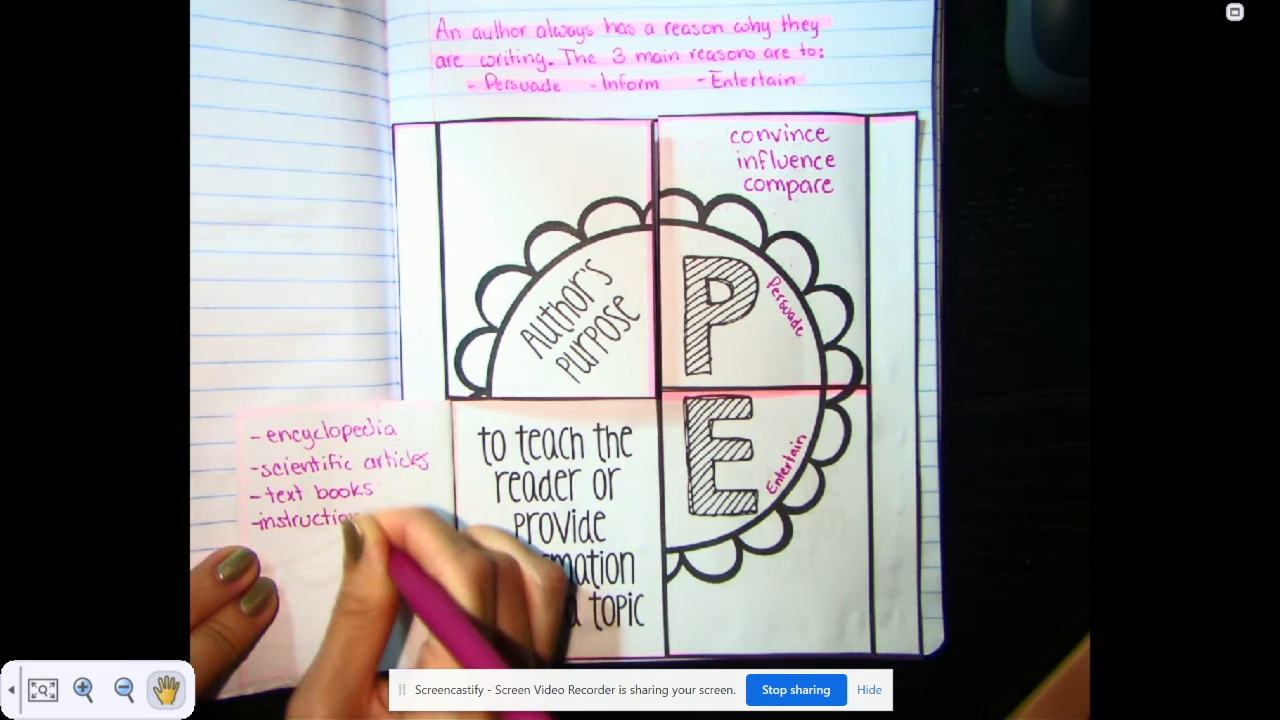 An author always has a reason why they
are writing. The 3 main reasons are to:
- Persuade - Inform - Entertain
convince
influence
compare
AUTHOR'S
PURPOSE
P
Persuade
E
Entertain
- encyclopedia
- scientific articles
- text books
- instruction
to teach the
reader or
provide
topic
Screencastify - Screen Video Recorder is sharing your screen. Stop sharing Hide